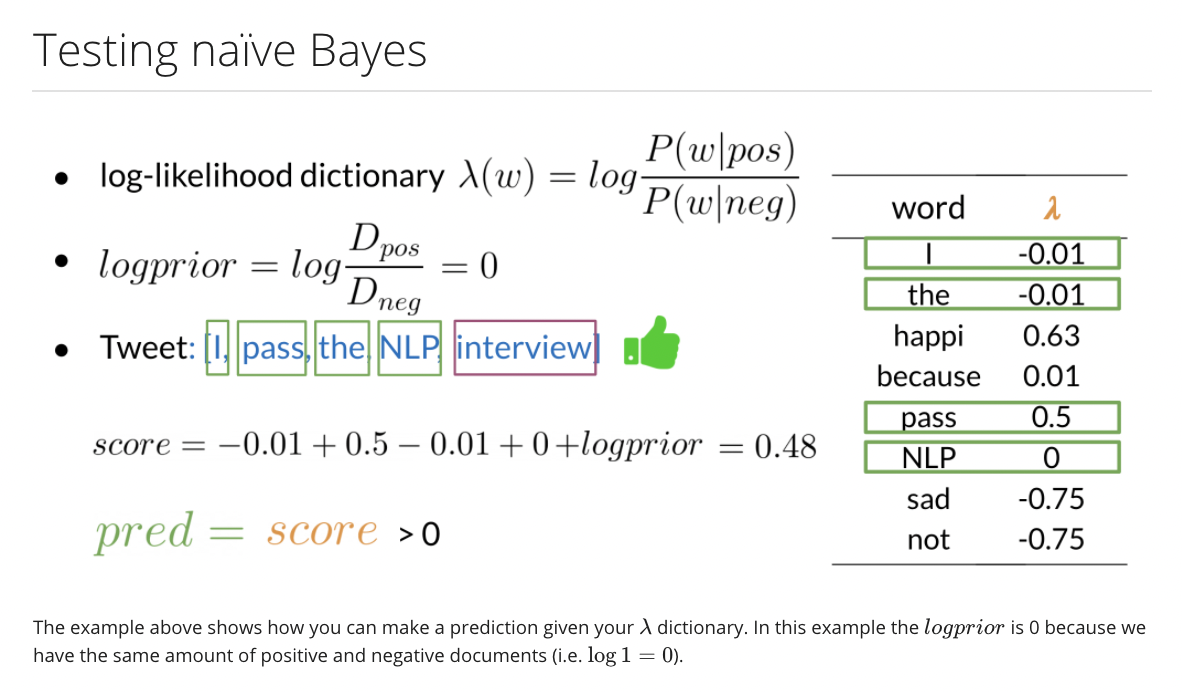 Testing naïve Bayes
• log-likelihood dictionary λ(w) = log P(w|pos) / P(w|neg)
• logprior = log D_pos / D_neg = 0
• Tweet: [I, pass, the, NLP, interview]
score = −0.01 + 0.5 − 0.01 + 0 + logprior = 0.48
pred = score > 0
word λ
I -0.01
the -0.01
happi 0.63
because 0.01
pass 0.5
NLP 0
sad -0.75
not -0.75
The example above shows how you can make a prediction given your λ dictionary. In this example the logprior is 0 because we
have the same amount of positive and negative documents (i.e. log 1 = 0).